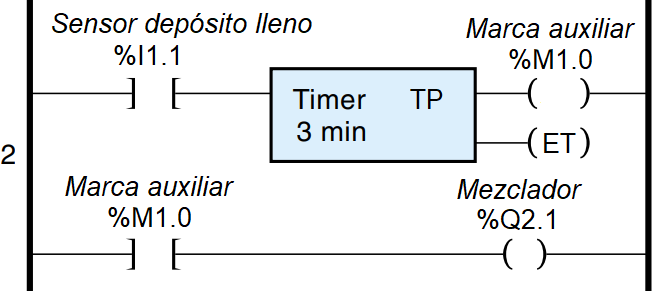 Sensor depósito lleno
%I1.1
Marca auxiliar
%M1.0
Timer TP
3 min
(ET)
2
Marca auxiliar
%M1.0
Mezclador
%Q2.1